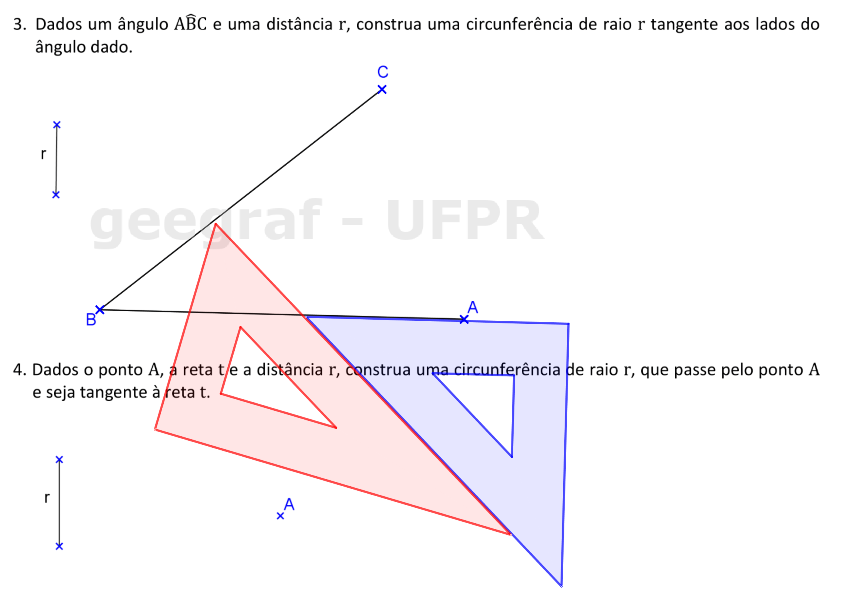 3. Dados um ângulo AB̂C e uma distância r, construa uma circunferência de raio r tangente aos lados do
ângulo dado.
C
r
geegraf - UFPR
B
A
4. Dados o ponto A, a reta t e a distância r, construa uma circunferência de raio r, que passe pelo ponto A
e seja tangente à reta t.
r
A